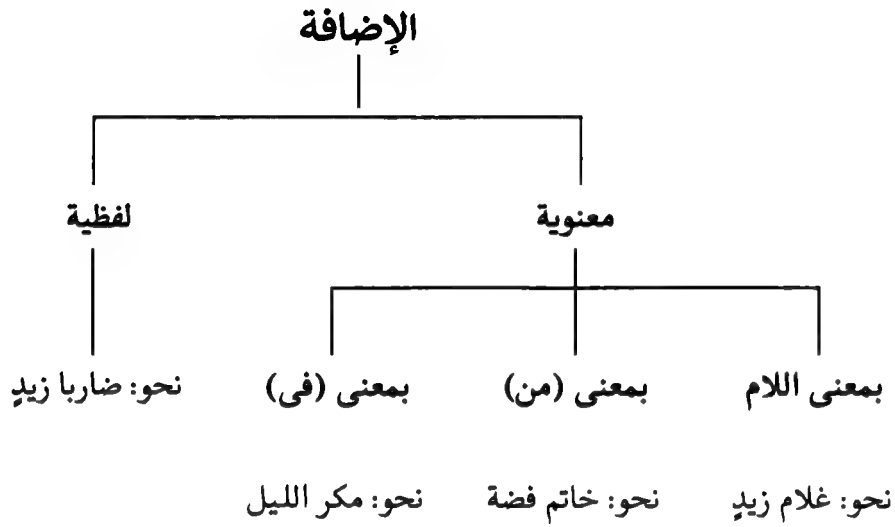 الإضافة
معنوية
لفظية
بمعنى اللام
بمعنى (من)
بمعنى (فى)
نحو: ضاربا زيدٍ
نحو: غلام زيدٍ
نحو: خاتم فضة
نحو: مكر الليل